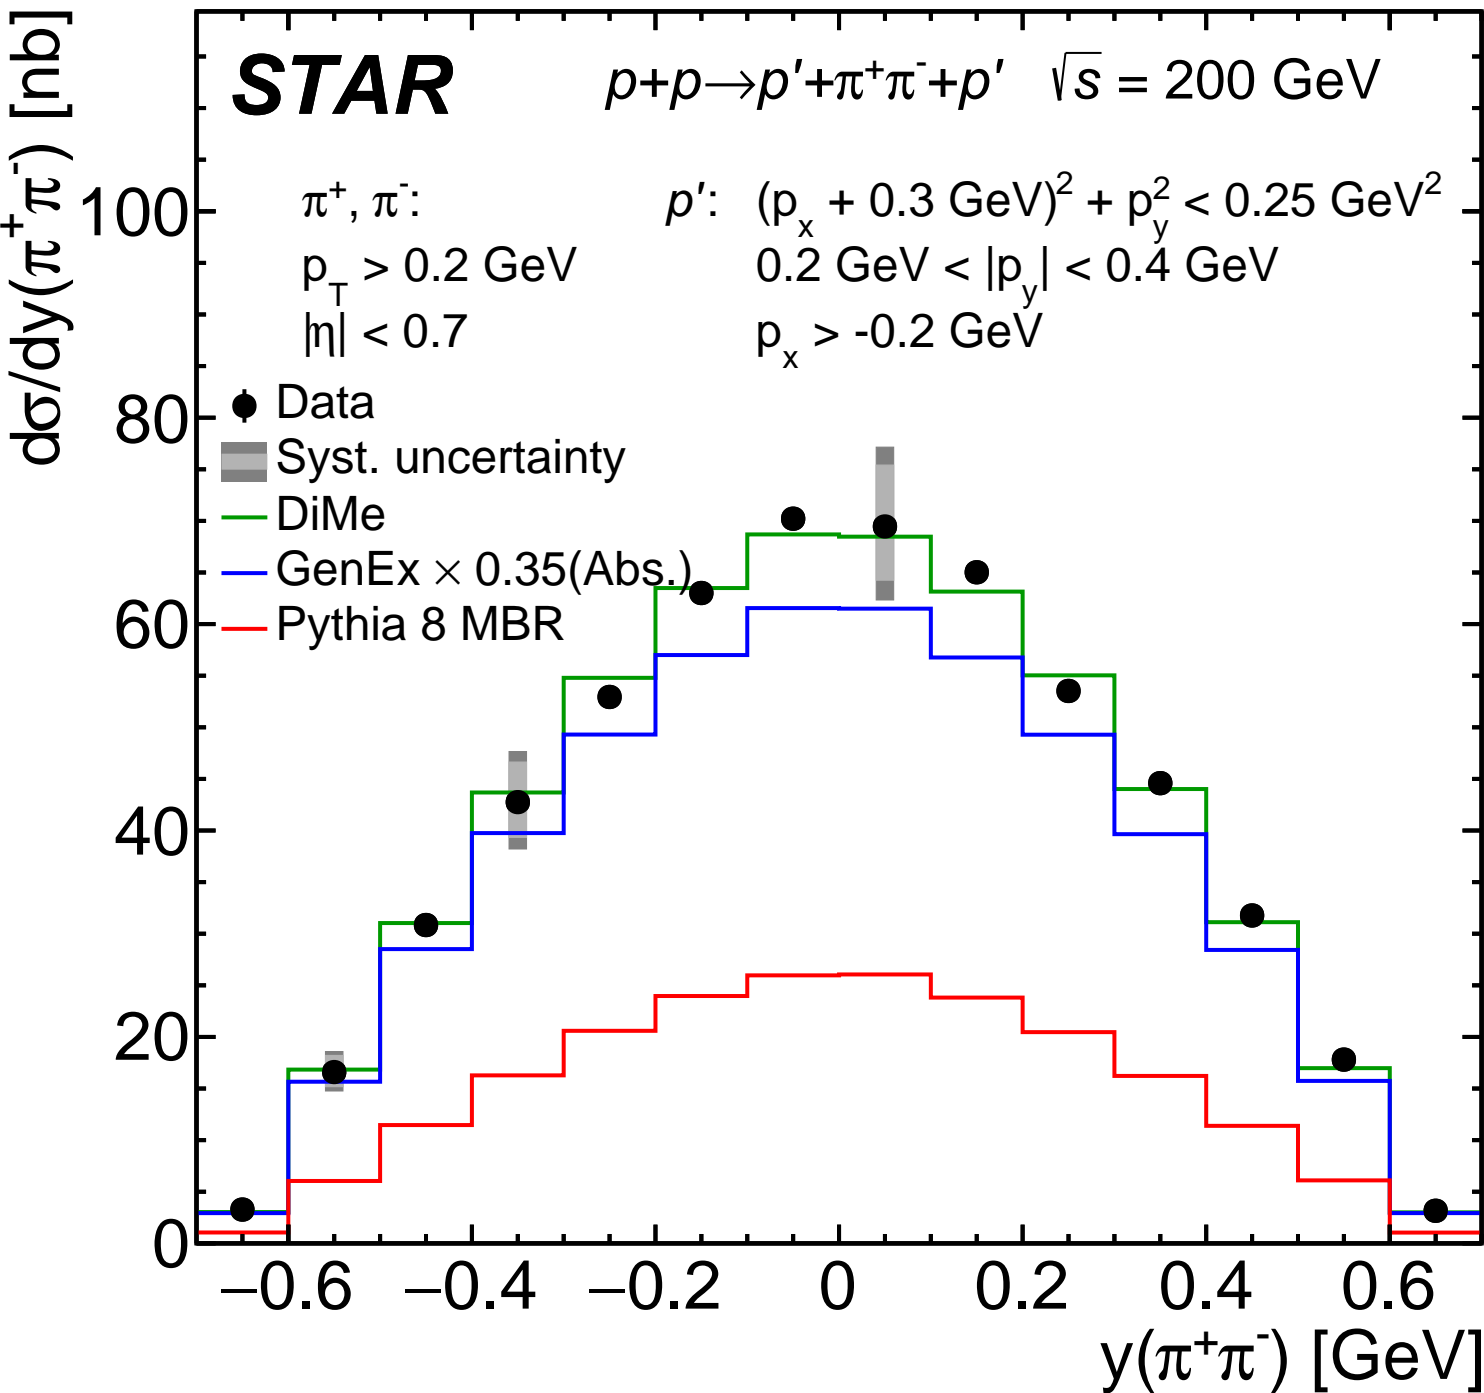 dσ/dy(π⁺π⁻) [nb]
STAR p+p→p′+π⁺π⁻+p′ √s = 200 GeV
π⁺, π⁻: p′: (pₓ + 0.3 GeV)² + p_y² < 0.25 GeV²
p_T > 0.2 GeV 0.2 GeV < |p_y| < 0.4 GeV
|η| < 0.7 pₓ > -0.2 GeV
Data
Syst. uncertainty
DiMe
GenEx × 0.35(Abs.)
Pythia 8 MBR
100
80
60
40
20
0
−0.6 −0.4 −0.2 0 0.2 0.4 0.6
y(π⁺π⁻) [GeV]